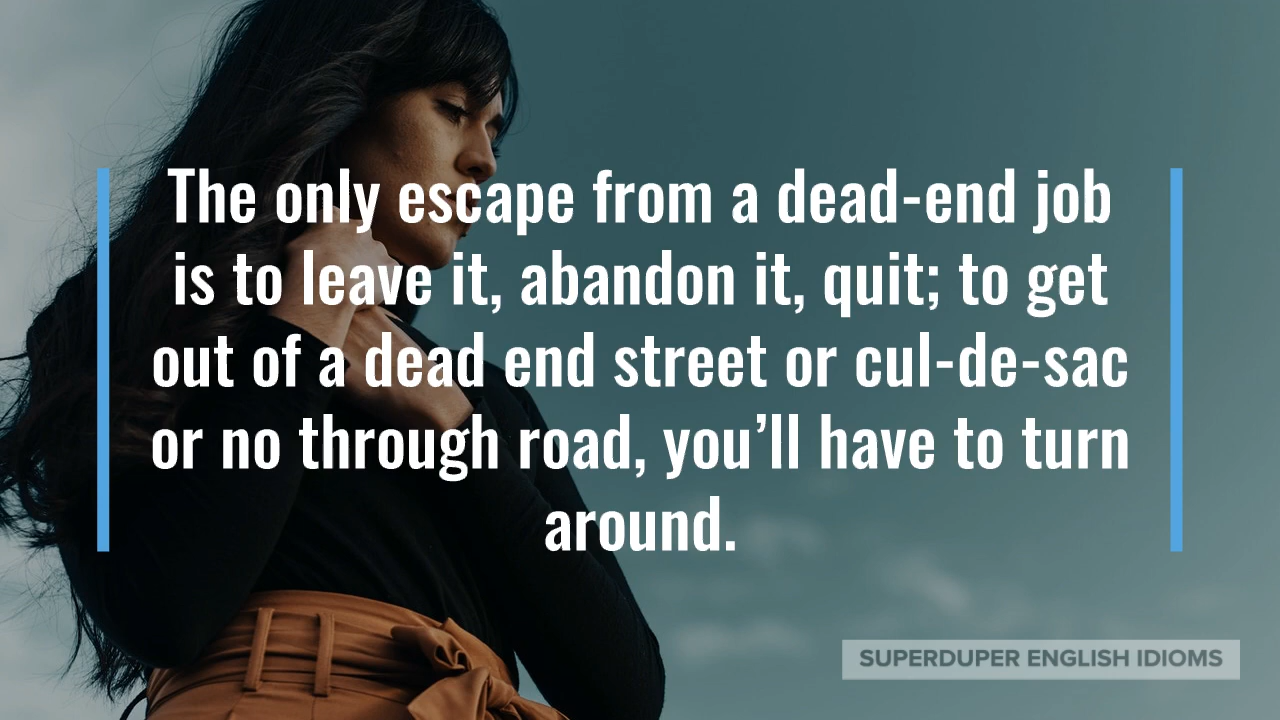 The only escape from a dead-end job
is to leave it, abandon it, quit; to get
out of a dead end street or cul-de-sac
or no through road, you’ll have to turn
around.
SUPERDUPER ENGLISH IDIOMS